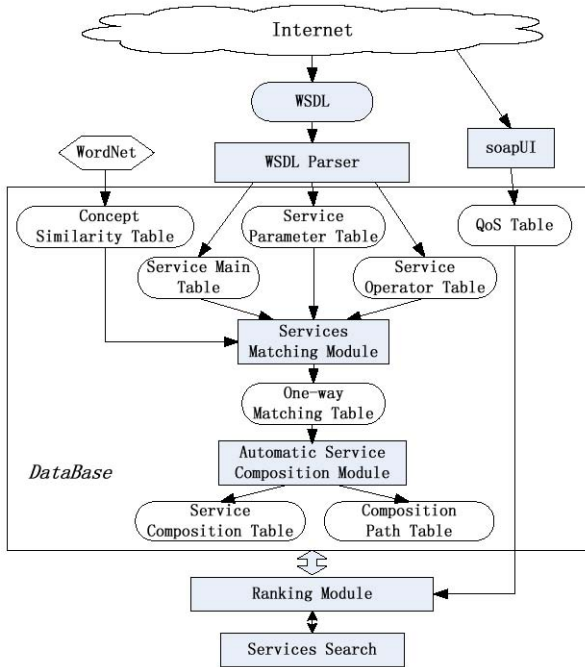 Internet
WSDL
WordNet
WSDL Parser
soapUI
Concept
Similarity Table
Service
Parameter Table
QoS Table
Service Main
Table
Service
Operator Table
Services
Matching Module
One-way
Matching Table
DataBase
Automatic Service
Composition Module
Service
Composition Table
Composition
Path Table
Ranking Module
Services Search